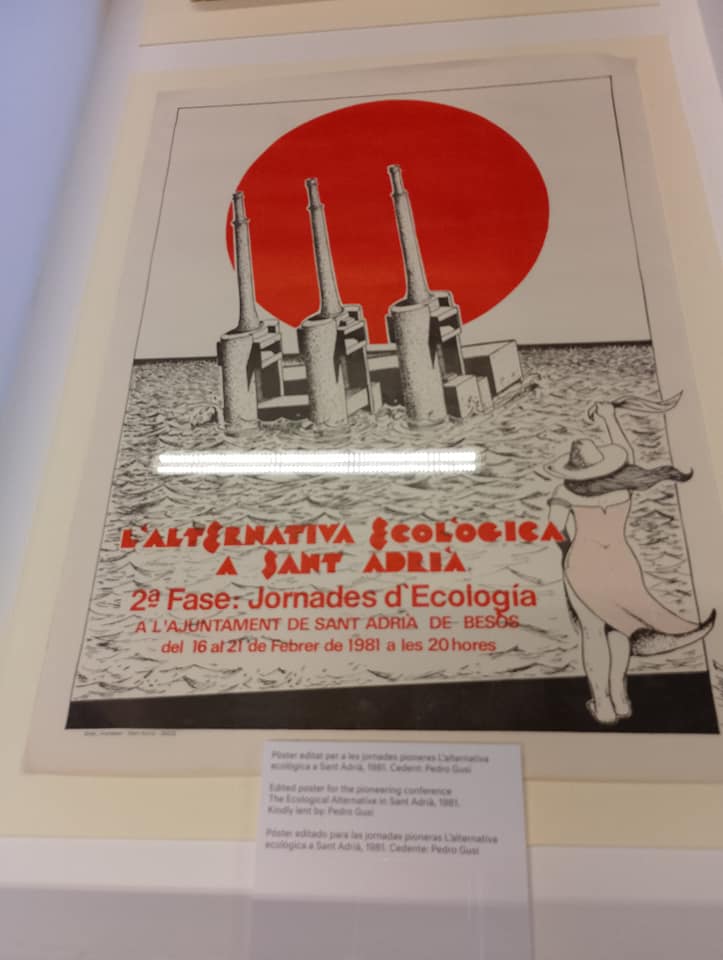 L'ALTERNATIVA ECOLÒGICA
A SANT ADRIÀ
2ª Fase: Jornades d'Ecología
A L'AJUNTAMENT DE SANT ADRIÀ DE BESÒS
del 16 al 21 de Febrer de 1981 a les 20 hores
Pòster editat per a les jornades pioneres L'alternativa
ecològica a Sant Adrià, 1981. Cedent: Pedro Gusi
Edited poster for the pioneering conference
The Ecological Alternative in Sant Adrià, 1981.
Kindly lent by: Pedro Gusi
Póster editado para las jornadas pioneras L'alternativa
ecològica a Sant Adrià, 1981. Cedente: Pedro Gusi